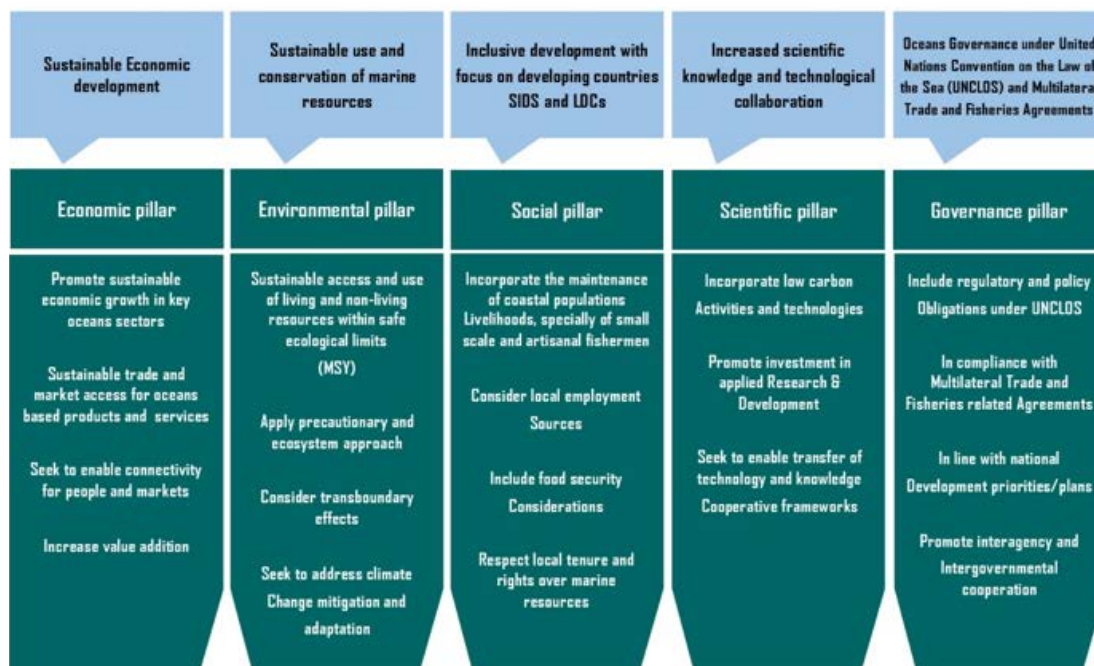 Sustainable Economic
development
Sustainable use and
conservation of marine
resources
Inclusive development with
focus on developing countries
SIDS and LDCs
Increased scientific
knowledge and technological
collaboration
Oceans Governance under United
Nations Convention on the Law of
the Sea (UNCLOS) and Multilateral
Trade and Fisheries Agreements
Economic pillar
Environmental pillar
Social pillar
Scientific pillar
Governance pillar
Promote sustainable
economic growth in key
oceans sectors
Sustainable trade and
market access for oceans
based products and services
Seek to enable connectivity
for people and markets
Increase value addition
Sustainable access and use
of living and non-living
resources within safe
ecological limits
(MSY)
Apply precautionary and
ecosystem approach
Consider transboundary
effects
Seek to address climate
Change mitigation and
adaptation
Incorporate the maintenance
of coastal populations
Livelihoods, specially of small
scale and artisanal fishermen
Consider local employment
Sources
Include food security
Considerations
Respect local tenure and
rights over marine
resources
Incorporate low carbon
Activities and technologies
Promote investment in
applied Research &
Development
Seek to enable transfer of
technology and knowledge
Cooperative frameworks
Include regulatory and policy
Obligations under UNCLOS
In compliance with
Multilateral Trade and
Fisheries related Agreements
In line with national
Development priorities/plans
Promote interagency and
Intergovernmental
cooperation